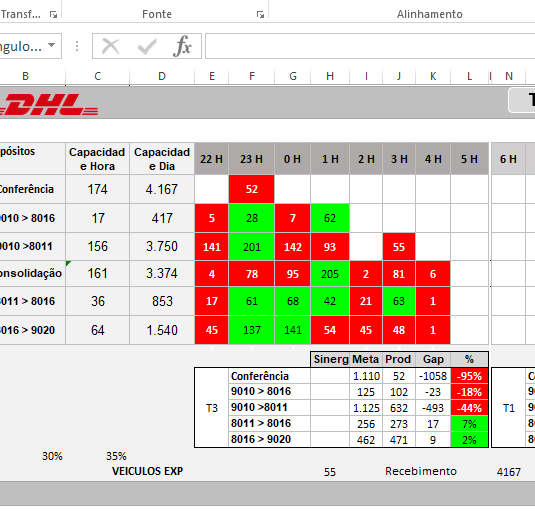 Transf...
Fonte
Alinhamento
ngulo...
fx
B C D E F G H I J K L N
DHL
T
pósitos Capacidad e Hora Capacidad e Dia 22 H 23 H 0 H 1 H 2 H 3 H 4 H 5 H 6 H
Conferência 174 4.167 52
9010 > 8016 17 417 5 28 7 62
9010 >8011 156 3.750 141 201 142 93 55
onsolidação 161 3.374 4 78 95 205 2 81 6
8011 > 8016 36 853 17 61 68 42 21 63 1
8016 > 9020 64 1.540 45 137 141 54 45 48 1
Sinerg Meta Prod Gap %
Conferência 1.110 52 -1058 -95% C
9010 > 8016 125 102 -23 -18% 9
T3 9010 >8011 1.125 632 -493 -44% T1 9
8011 > 8016 256 273 17 7% 8
8016 > 9020 462 471 9 2% 8
30% 35%
VEICULOS EXP 55 Recebimento 4167